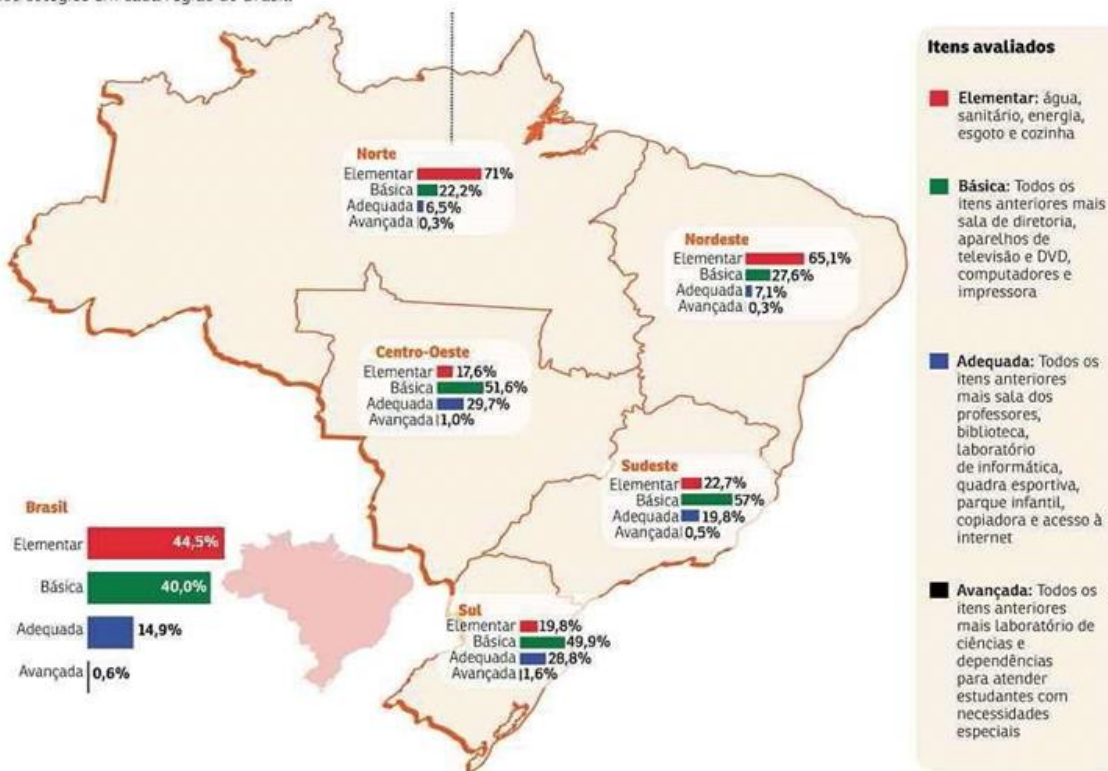 Norte
Elementar 71%
Básica 22,2%
Adequada 6,5%
Avançada 0,3%
Nordeste
Elementar 65,1%
Básica 27,6%
Adequada 7,1%
Avançada 0,3%
Centro-Oeste
Elementar 17,6%
Básica 51,6%
Adequada 29,7%
Avançada 1,0%
Sudeste
Elementar 22,7%
Básica 57%
Adequada 19,8%
Avançada 0,5%
Brasil
Elementar 44,5%
Básica 40,0%
Adequada 14,9%
Avançada 0,6%
Sul
Elementar 19,8%
Básica 49,9%
Adequada 28,8%
Avançada 1,6%
Itens avaliados
Elementar: água,
sanitário, energia,
esgoto e cozinha
Básica: Todos os
itens anteriores mais
sala de diretoria,
aparelhos de
televisão e DVD,
computadores e
impressora
Adequada: Todos os
itens anteriores
mais sala dos
professores,
biblioteca,
laboratório
de informática,
quadra esportiva,
parque infantil,
copiadora e acesso à
internet
Avançada: Todos os
itens anteriores
mais laboratório de
ciências e
dependências
para atender
estudantes com
necessidades
especiais